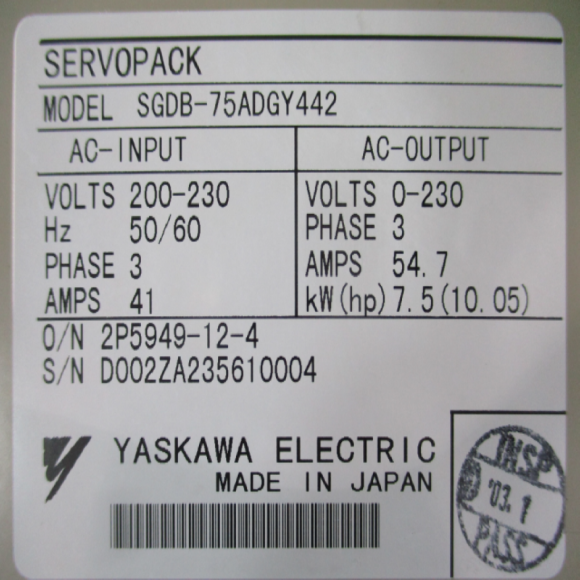 SERVOPACK
MODEL SGDB-75ADGY442
AC-INPUT AC-OUTPUT
VOLTS 200-230 VOLTS 0-230
Hz 50/60 PHASE 3
PHASE 3 AMPS 54.7
AMPS 41 kW(hp) 7.5(10.05)
O/N 2P5949-12-4
S/N D002ZA235610004
YASKAWA ELECTRIC
MADE IN JAPAN
INSP
'03.1
PASS